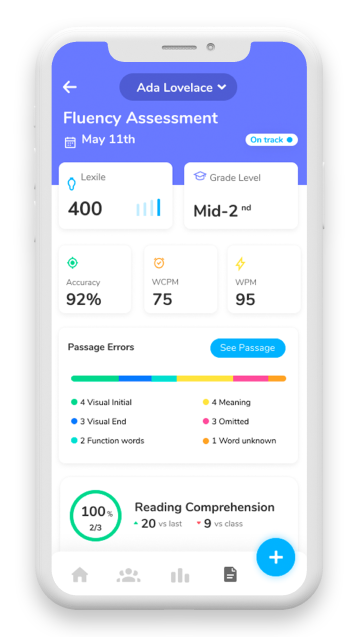 Ada Lovelace
Fluency Assessment
May 11th
On track
Lexile
400
Grade Level
Mid-2 nd
Accuracy
92%
WCPM
75
WPM
95
Passage Errors
See Passage
4 Visual Initial
4 Meaning
3 Visual End
3 Omitted
2 Function words
1 Word unknown
100%
2/3
Reading Comprehension
20 vs last
9 vs class
+